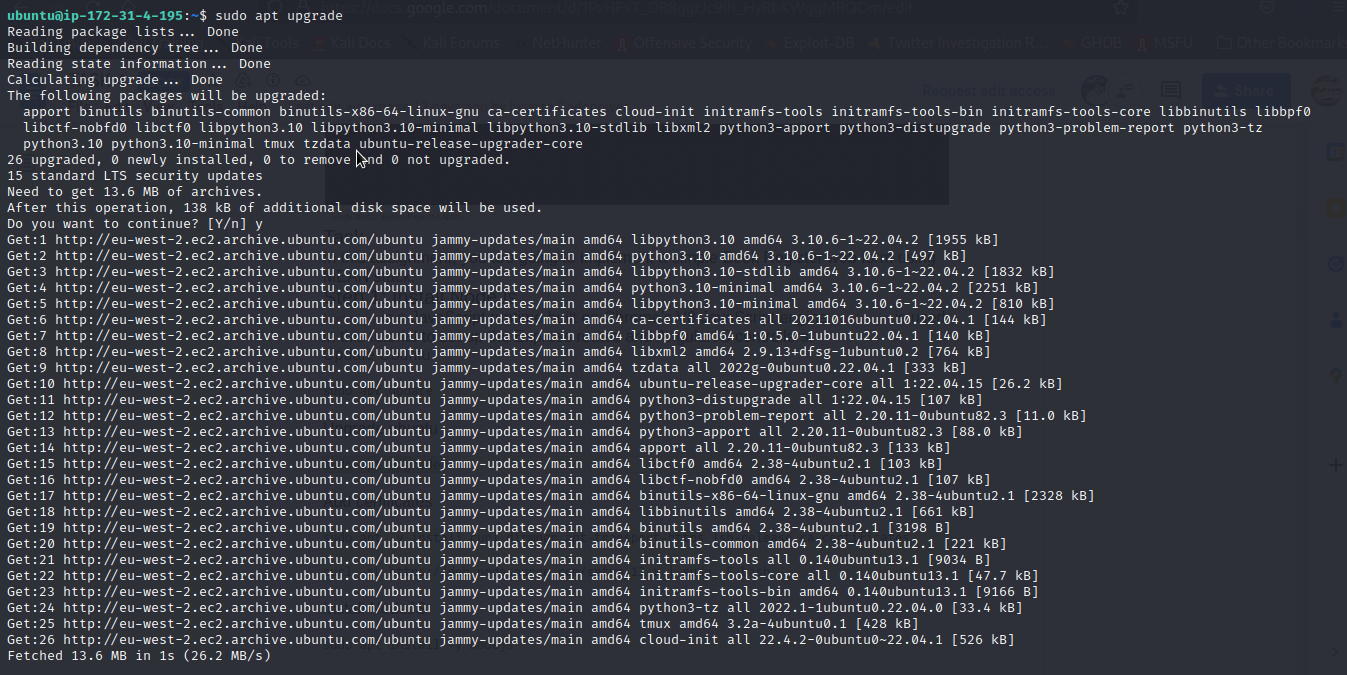 ubuntu@ip-172-31-4-195:~$ sudo apt upgrade
Reading package lists... Done
Building dependency tree... Done
Reading state information... Done
Calculating upgrade... Done
The following packages will be upgraded:
  apport binutils binutils-common binutils-x86-64-linux-gnu ca-certificates cloud-init initramfs-tools initramfs-tools-bin initramfs-tools-core libbinutils libbpf0
  libctf-nobfd0 libctf0 libpython3.10 libpython3.10-minimal libpython3.10-stdlib libxml2 python3-apport python3-distupgrade python3-problem-report python3-tz
  python3.10 python3.10-minimal tmux tzdata ubuntu-release-upgrader-core
26 upgraded, 0 newly installed, 0 to remove and 0 not upgraded.
15 standard LTS security updates
Need to get 13.6 MB of archives.
After this operation, 138 kB of additional disk space will be used.
Do you want to continue? [Y/n] y
Get:1 http://eu-west-2.ec2.archive.ubuntu.com/ubuntu jammy-updates/main amd64 libpython3.10 amd64 3.10.6-1~22.04.2 [1955 kB]
Get:2 http://eu-west-2.ec2.archive.ubuntu.com/ubuntu jammy-updates/main amd64 python3.10 amd64 3.10.6-1~22.04.2 [497 kB]
Get:3 http://eu-west-2.ec2.archive.ubuntu.com/ubuntu jammy-updates/main amd64 libpython3.10-stdlib amd64 3.10.6-1~22.04.2 [1832 kB]
Get:4 http://eu-west-2.ec2.archive.ubuntu.com/ubuntu jammy-updates/main amd64 python3.10-minimal amd64 3.10.6-1~22.04.2 [2251 kB]
Get:5 http://eu-west-2.ec2.archive.ubuntu.com/ubuntu jammy-updates/main amd64 libpython3.10-minimal amd64 3.10.6-1~22.04.2 [810 kB]
Get:6 http://eu-west-2.ec2.archive.ubuntu.com/ubuntu jammy-updates/main amd64 ca-certificates all 20211016ubuntu0.22.04.1 [144 kB]
Get:7 http://eu-west-2.ec2.archive.ubuntu.com/ubuntu jammy-updates/main amd64 libbpf0 amd64 1:0.5.0-1ubuntu22.04.1 [140 kB]
Get:8 http://eu-west-2.ec2.archive.ubuntu.com/ubuntu jammy-updates/main amd64 libxml2 amd64 2.9.13+dfsg-1ubuntu0.2 [764 kB]
Get:9 http://eu-west-2.ec2.archive.ubuntu.com/ubuntu jammy-updates/main amd64 tzdata all 2022g-0ubuntu0.22.04.1 [333 kB]
Get:10 http://eu-west-2.ec2.archive.ubuntu.com/ubuntu jammy-updates/main amd64 ubuntu-release-upgrader-core all 1:22.04.15 [26.2 kB]
Get:11 http://eu-west-2.ec2.archive.ubuntu.com/ubuntu jammy-updates/main amd64 python3-distupgrade all 1:22.04.15 [107 kB]
Get:12 http://eu-west-2.ec2.archive.ubuntu.com/ubuntu jammy-updates/main amd64 python3-problem-report all 2.20.11-0ubuntu82.3 [11.0 kB]
Get:13 http://eu-west-2.ec2.archive.ubuntu.com/ubuntu jammy-updates/main amd64 python3-apport all 2.20.11-0ubuntu82.3 [88.0 kB]
Get:14 http://eu-west-2.ec2.archive.ubuntu.com/ubuntu jammy-updates/main amd64 apport all 2.20.11-0ubuntu82.3 [133 kB]
Get:15 http://eu-west-2.ec2.archive.ubuntu.com/ubuntu jammy-updates/main amd64 libctf0 amd64 2.38-4ubuntu2.1 [103 kB]
Get:16 http://eu-west-2.ec2.archive.ubuntu.com/ubuntu jammy-updates/main amd64 libctf-nobfd0 amd64 2.38-4ubuntu2.1 [107 kB]
Get:17 http://eu-west-2.ec2.archive.ubuntu.com/ubuntu jammy-updates/main amd64 binutils-x86-64-linux-gnu amd64 2.38-4ubuntu2.1 [2328 kB]
Get:18 http://eu-west-2.ec2.archive.ubuntu.com/ubuntu jammy-updates/main amd64 libbinutils amd64 2.38-4ubuntu2.1 [661 kB]
Get:19 http://eu-west-2.ec2.archive.ubuntu.com/ubuntu jammy-updates/main amd64 binutils amd64 2.38-4ubuntu2.1 [3198 B]
Get:20 http://eu-west-2.ec2.archive.ubuntu.com/ubuntu jammy-updates/main amd64 binutils-common amd64 2.38-4ubuntu2.1 [221 kB]
Get:21 http://eu-west-2.ec2.archive.ubuntu.com/ubuntu jammy-updates/main amd64 initramfs-tools all 0.140ubuntu13.1 [9034 B]
Get:22 http://eu-west-2.ec2.archive.ubuntu.com/ubuntu jammy-updates/main amd64 initramfs-tools-core all 0.140ubuntu13.1 [47.7 kB]
Get:23 http://eu-west-2.ec2.archive.ubuntu.com/ubuntu jammy-updates/main amd64 initramfs-tools-bin amd64 0.140ubuntu13.1 [9166 B]
Get:24 http://eu-west-2.ec2.archive.ubuntu.com/ubuntu jammy-updates/main amd64 python3-tz all 2022.1-1ubuntu0.22.04.0 [33.4 kB]
Get:25 http://eu-west-2.ec2.archive.ubuntu.com/ubuntu jammy-updates/main amd64 tmux amd64 3.2a-4ubuntu0.1 [428 kB]
Get:26 http://eu-west-2.ec2.archive.ubuntu.com/ubuntu jammy-updates/main amd64 cloud-init all 22.4.2-0ubuntu0~22.04.1 [526 kB]
Fetched 13.6 MB in 1s (26.2 MB/s)
Kali Docs Kali Forums NetHunter Offensive Security Exploit-DB Twitter Investigation R... GHDB MSFU Other Bookmark
Request edit access
Share